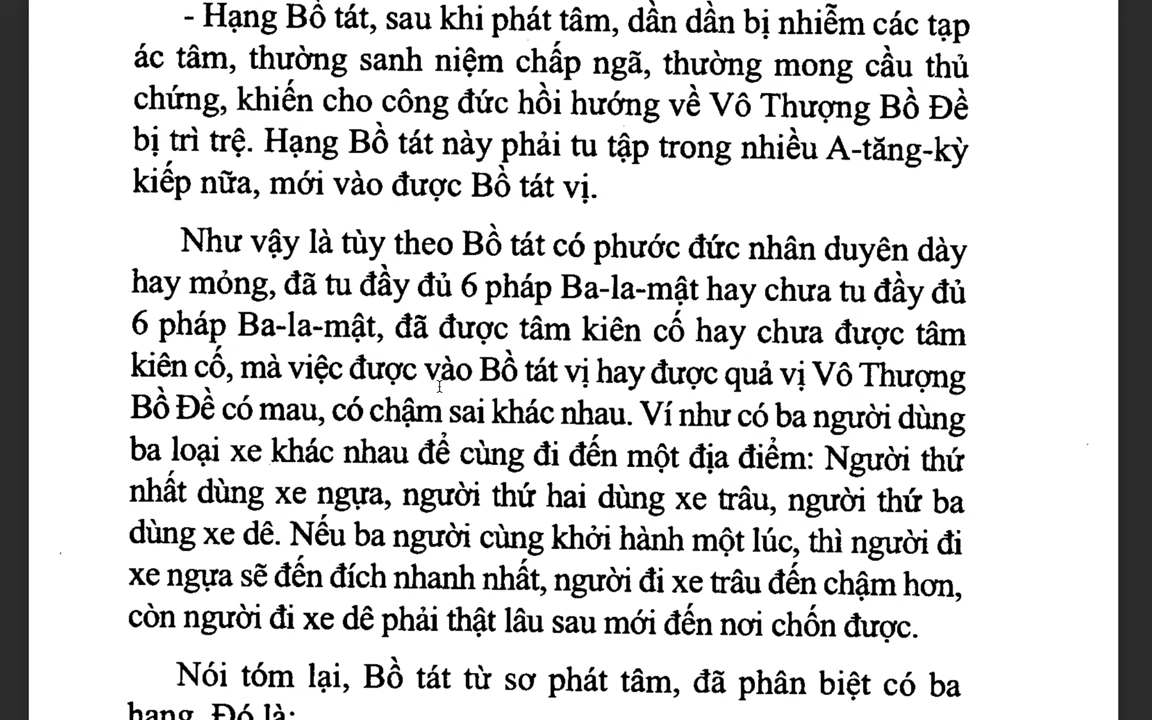 - Hạng Bồ tát, sau khi phát tâm, dần dần bị nhiễm các tạp
ác tâm, thường sanh niệm chấp ngã, thường mong cầu thủ
chứng, khiến cho công đức hồi hướng về Vô Thượng Bồ Đề
bị trì trệ. Hạng Bồ tát này phải tu tập trong nhiều A-tăng-kỳ
kiếp nữa, mới vào được Bồ tát vị.
Như vậy là tùy theo Bồ tát có phước đức nhân duyên dày
hay mỏng, đã tu đầy đủ 6 pháp Ba-la-mật hay chưa tu đầy đủ
6 pháp Ba-la-mật, đã được tâm kiên cố hay chưa được tâm
kiên cố, mà việc được vào Bồ tát vị hay được quả vị Vô Thượng
Bồ Đề có mau, có chậm sai khác nhau. Ví như có ba người dùng
ba loại xe khác nhau để cùng đi đến một địa điểm: Người thứ
nhất dùng xe ngựa, người thứ hai dùng xe trâu, người thứ ba
dùng xe dê. Nếu ba người cùng khởi hành một lúc, thì người đi
xe ngựa sẽ đến đích nhanh nhất, người đi xe trâu đến chậm hơn,
còn người đi xe dê phải thật lâu sau mới đến nơi chốn được.
Nói tóm lại, Bồ tát từ sơ phát tâm, đã phân biệt có ba
hạng. Đó là: